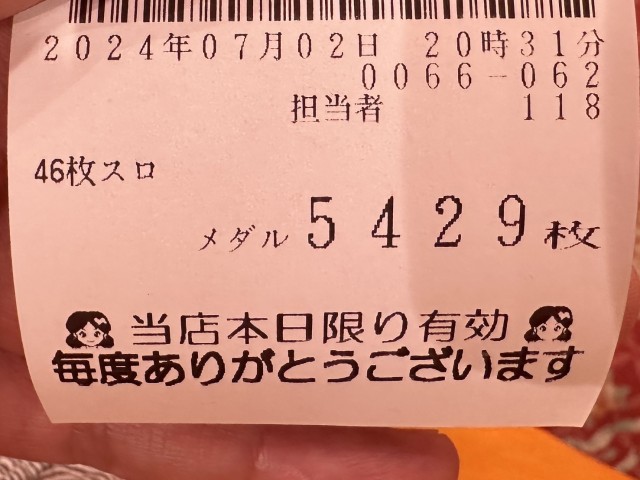 2024年07月02日 20時31分
0066-062
担当者 118
46枚スロ
メダル 5429枚
当店本日限り有効
毎度ありがとうございます